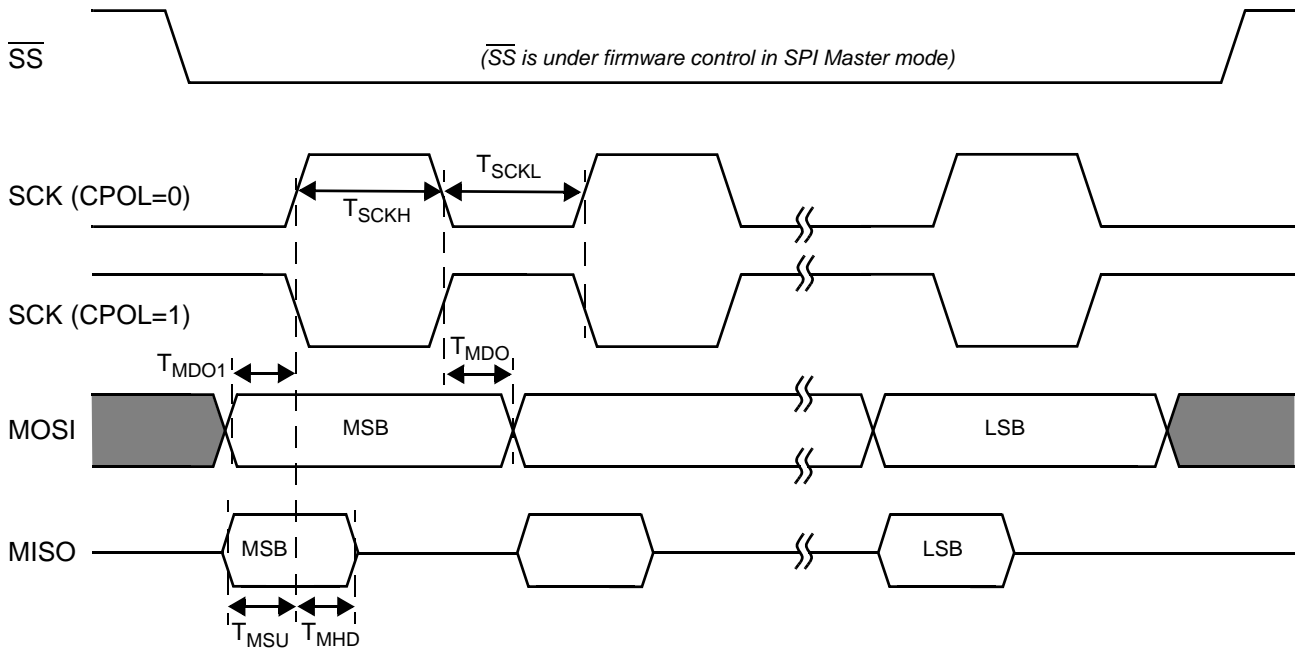 SS
(SS is under firmware control in SPI Master mode)
SCK (CPOL=0)
TSCKH
TSCKL
SCK (CPOL=1)
TMDO1
TMDO
MOSI
MSB
LSB
MISO
MSB
LSB
TMSU
TMHD